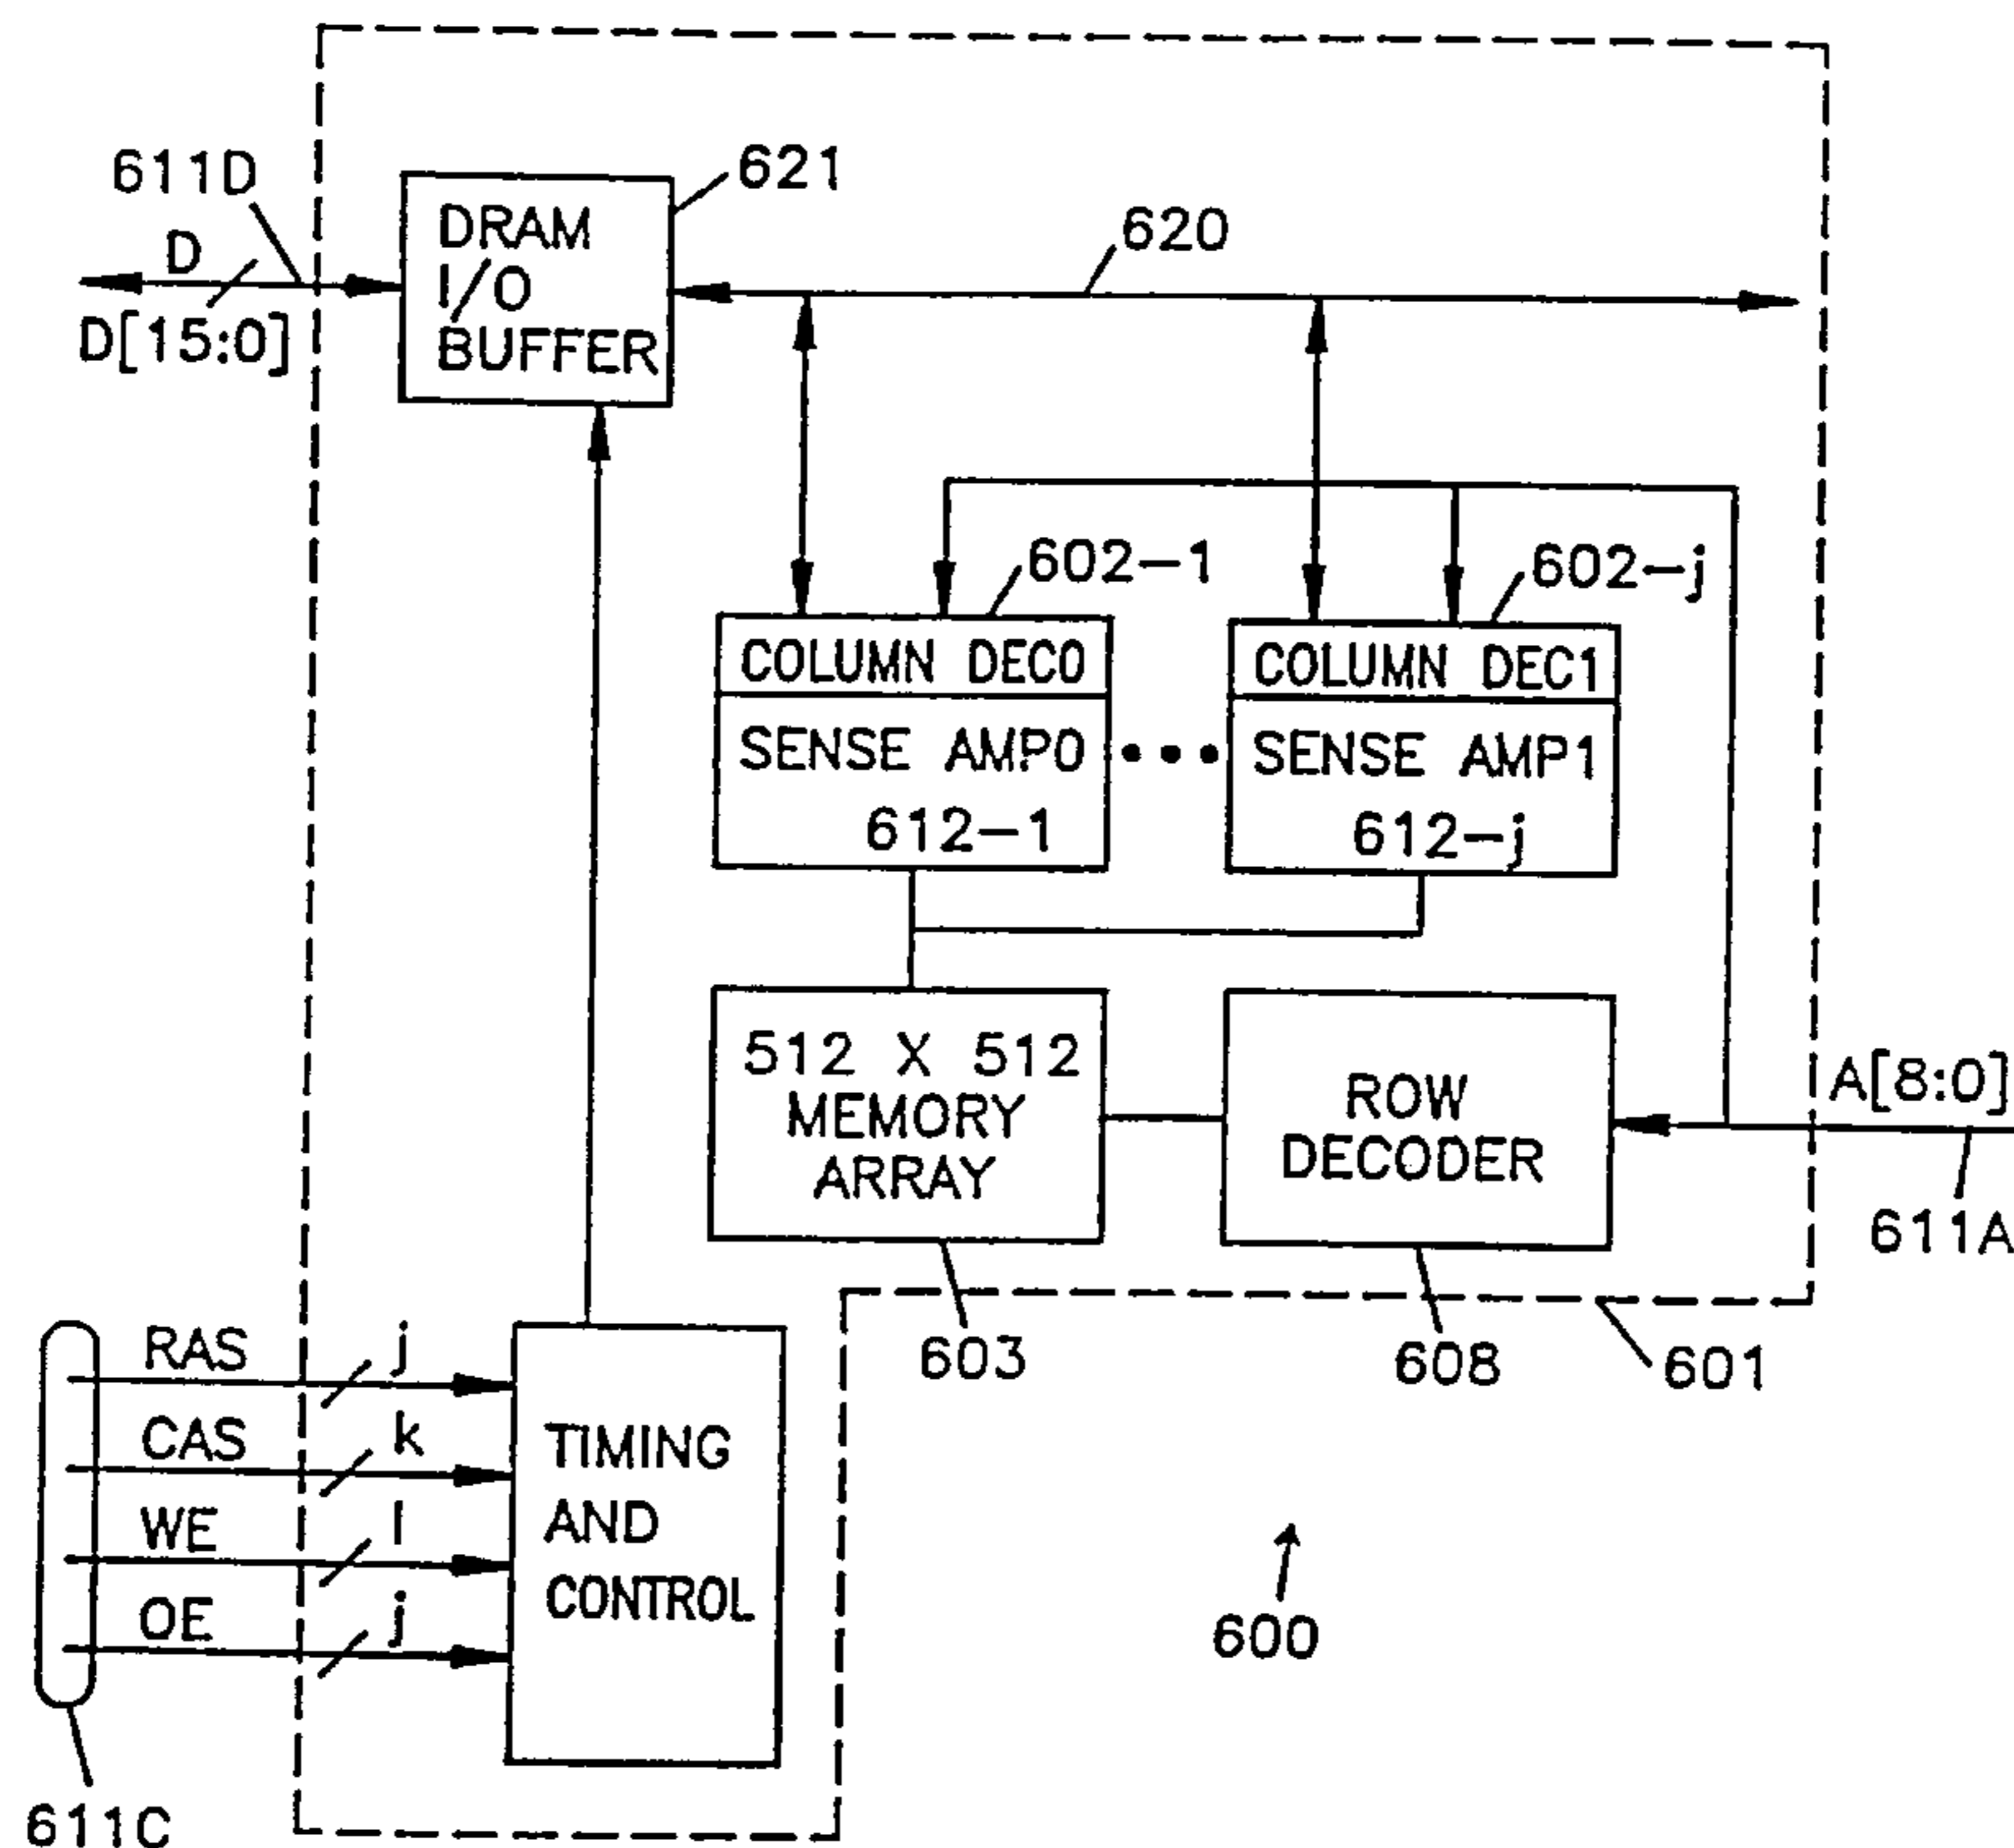 611D
621
D
D[15:0]
DRAM
I/O
BUFFER
620
602-1
602-j
COLUMN DEC0
COLUMN DEC1
SENSE AMP0
SENSE AMP1
612-1
612-j
512 X 512
MEMORY
ARRAY
ROW
DECODER
A[8:0]
611A
603
608
601
RAS
j
CAS
k
WE
l
OE
j
TIMING
AND
CONTROL
600
611C